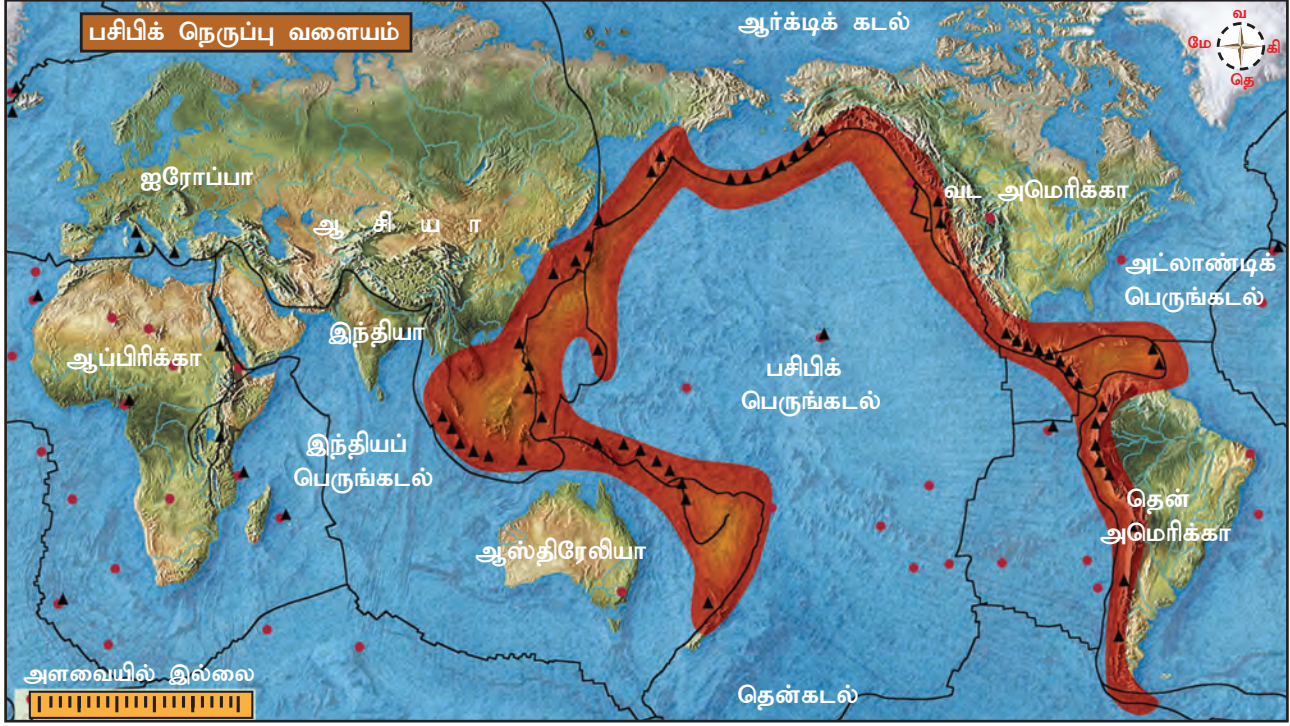 பசிபிக் நெருப்பு வளையம்
ஆர்க்டிக் கடல்
வ
மே
கி
தெ
ஐரோப்பா
ஆ சி யா
வட அமெரிக்கா
அட்லாண்டிக்
பெருங்கடல்
இந்தியா
ஆப்பிரிக்கா
பசிபிக்
பெருங்கடல்
இந்தியப்
பெருங்கடல்
தென்
அமெரிக்கா
ஆஸ்திரேலியா
அளவையில் இல்லை
தென்கடல்